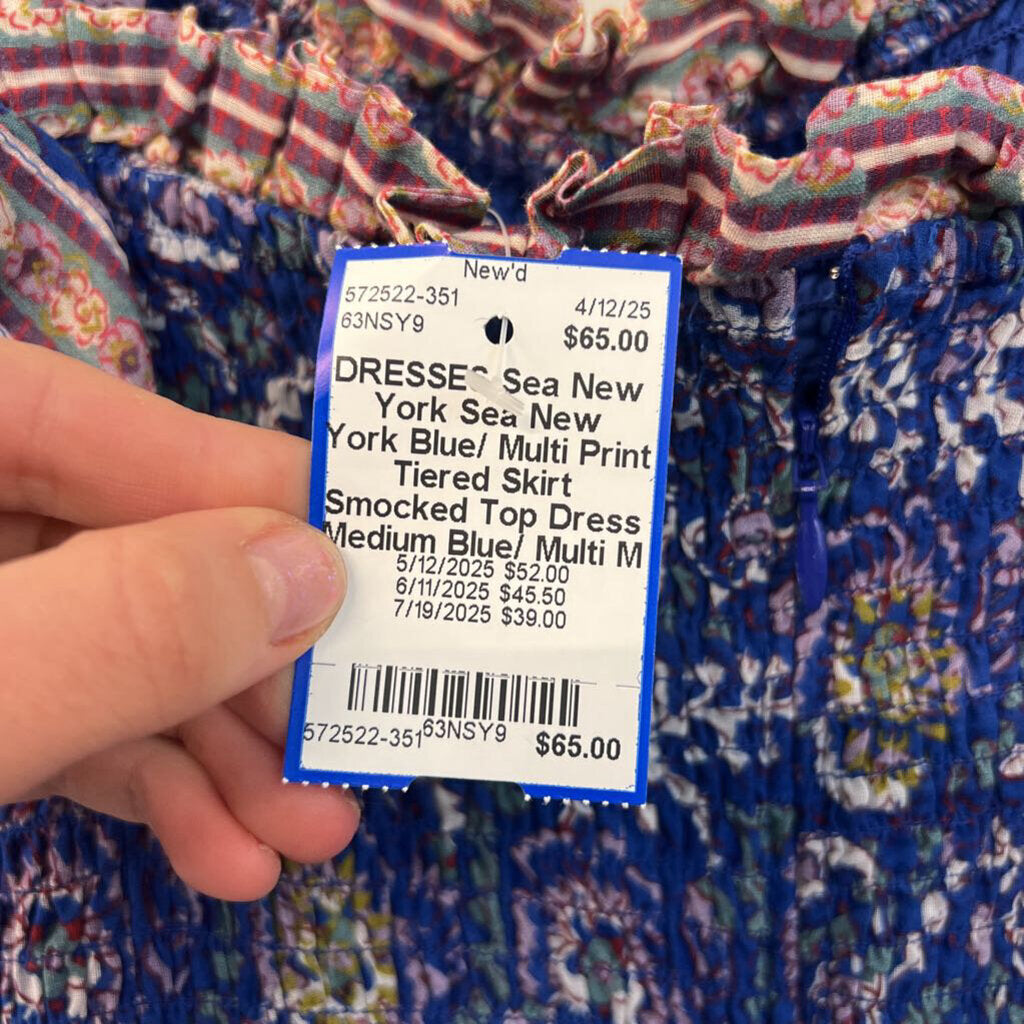 New'd
572522-351 4/12/25
63NSY9 $65.00
DRESSES Sea New
York Sea New
York Blue/ Multi Print
Tiered Skirt
Smocked Top Dress
Medium Blue/ Multi M
5/12/2025 $52.00
6/11/2025 $45.50
7/19/2025 $39.00
572522-351 63NSY9 $65.00